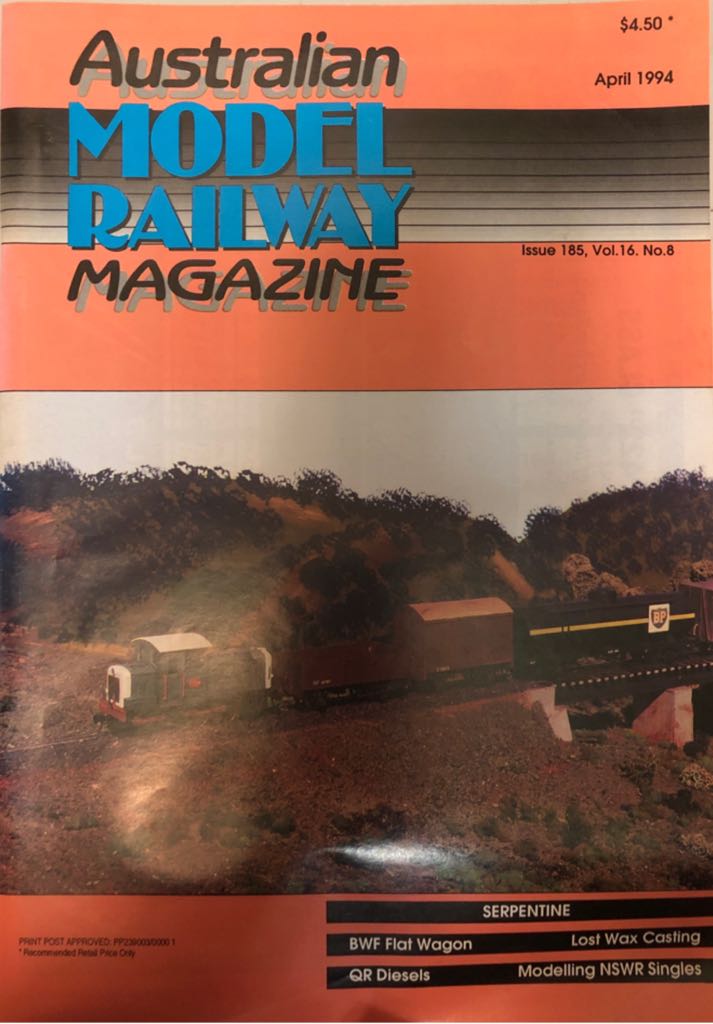 $4.50 *
Australian
April 1994
MODEL
RAILWAY
Issue 185, Vol.16. No.8
MAGAZINE
BP
SERPENTINE
BWF Flat Wagon
Lost Wax Casting
QR Diesels
Modelling NSWR Singles
PRINT POST APPROVED: PP239003/0000 1
* Recommended Retail Price Only